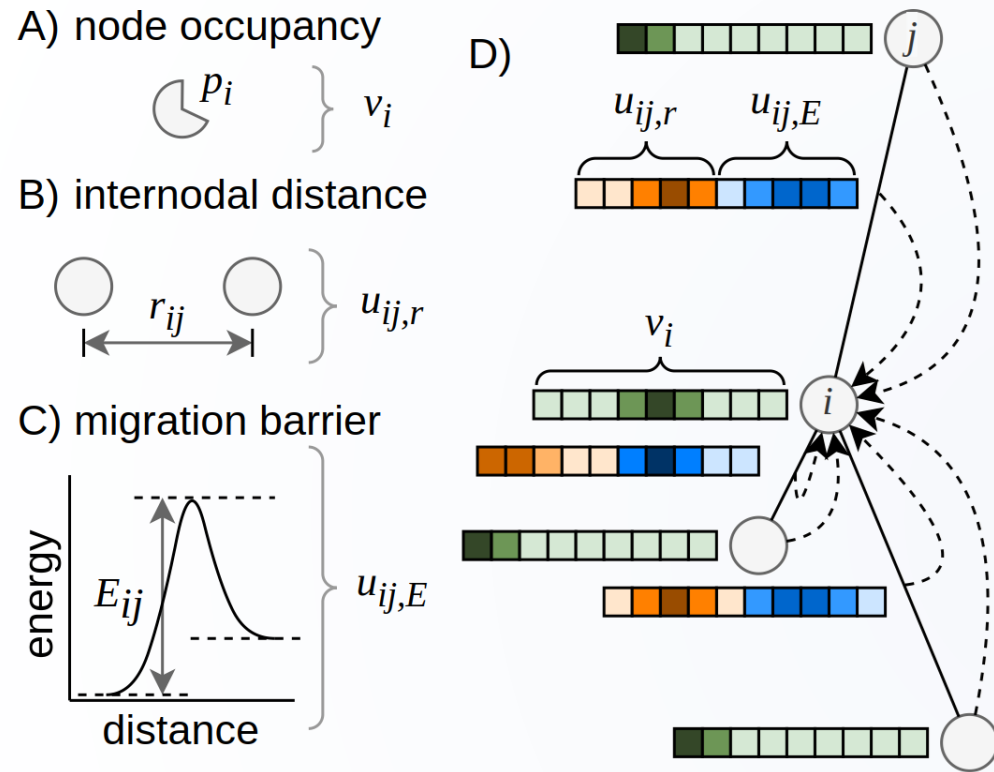 A) node occupancy
p_i
v_i
B) internodal distance
r_ij
u_ij,r
C) migration barrier
energy
E_ij
u_ij,E
distance
D)
j
u_ij,r u_ij,E
v_i
i